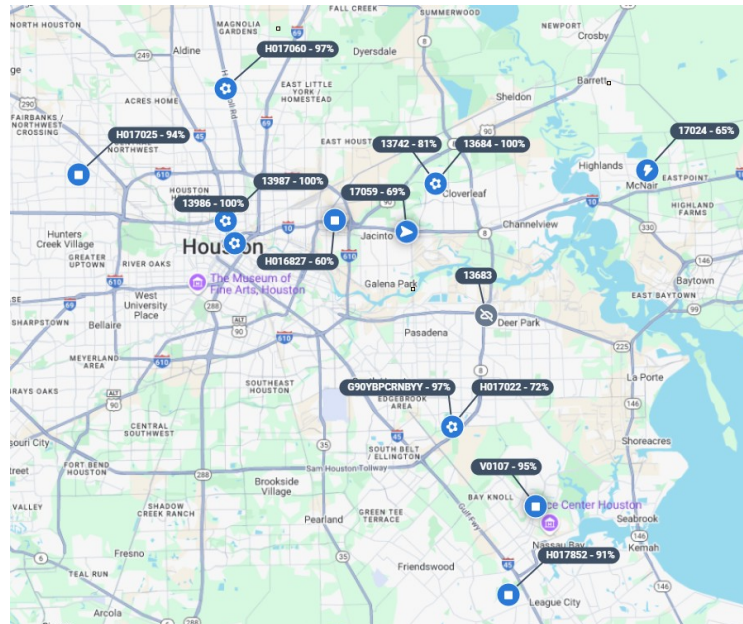 NORTH HOUSTON
MAGNOLIA
GARDENS
FALL CREEK
SUMMERWOOD
NEWPORT
Crosby
Aldine
H017060 - 97%
Dyersdale
Barrett
Sheldon
EAST LITTLE
YORK /
HOMESTEAD
ACRES HOME
FAIRBANKS /
NORTHWEST
CROSSING
H017025 - 94%
NORTHWEST
EAST HOUSTON
13742 - 81%
13684 - 100%
17024 - 65%
Highlands
McNair
EASTPOINT
HIGHLAND
FARMS
Cloverleaf
13987 - 100%
17059 - 69%
13986 - 100%
Channelview
Jacinto
Houston
Hunters
Creek Village
GREATER
UPTOWN
RIVER OAKS
H016827 - 60%
The Museum of
Fine Arts, Houston
Galena Park
13683
Baytown
EAST BAYTOWN
West
University
Place
SHARPSTOWN
Bellaire
Pasadena
Deer Park
MEYERLAND
AREA
SOUTHEAST
HOUSTON
G90YBPCRNBYY - 97%
H017022 - 72%
EDGEBROOK
AREA
La Porte
CENTRAL
SOUTHWEST
SOUTH BELT
/ ELLINGTON
Shoreacres
FORT BEND
HOUSTON
Sam Houston Tollway
V0107 - 95%
Brookside
Village
BAY KNOLL
Center Houston
SHADOW
CREEK RANCH
Pearland
GREEN TEE
TERRACE
Gulf Fwy
Seabrook
Nassau Bay
Kemah
Fresno
H017852 - 91%
Friendswood
TEAL RUN
League City
Arcola